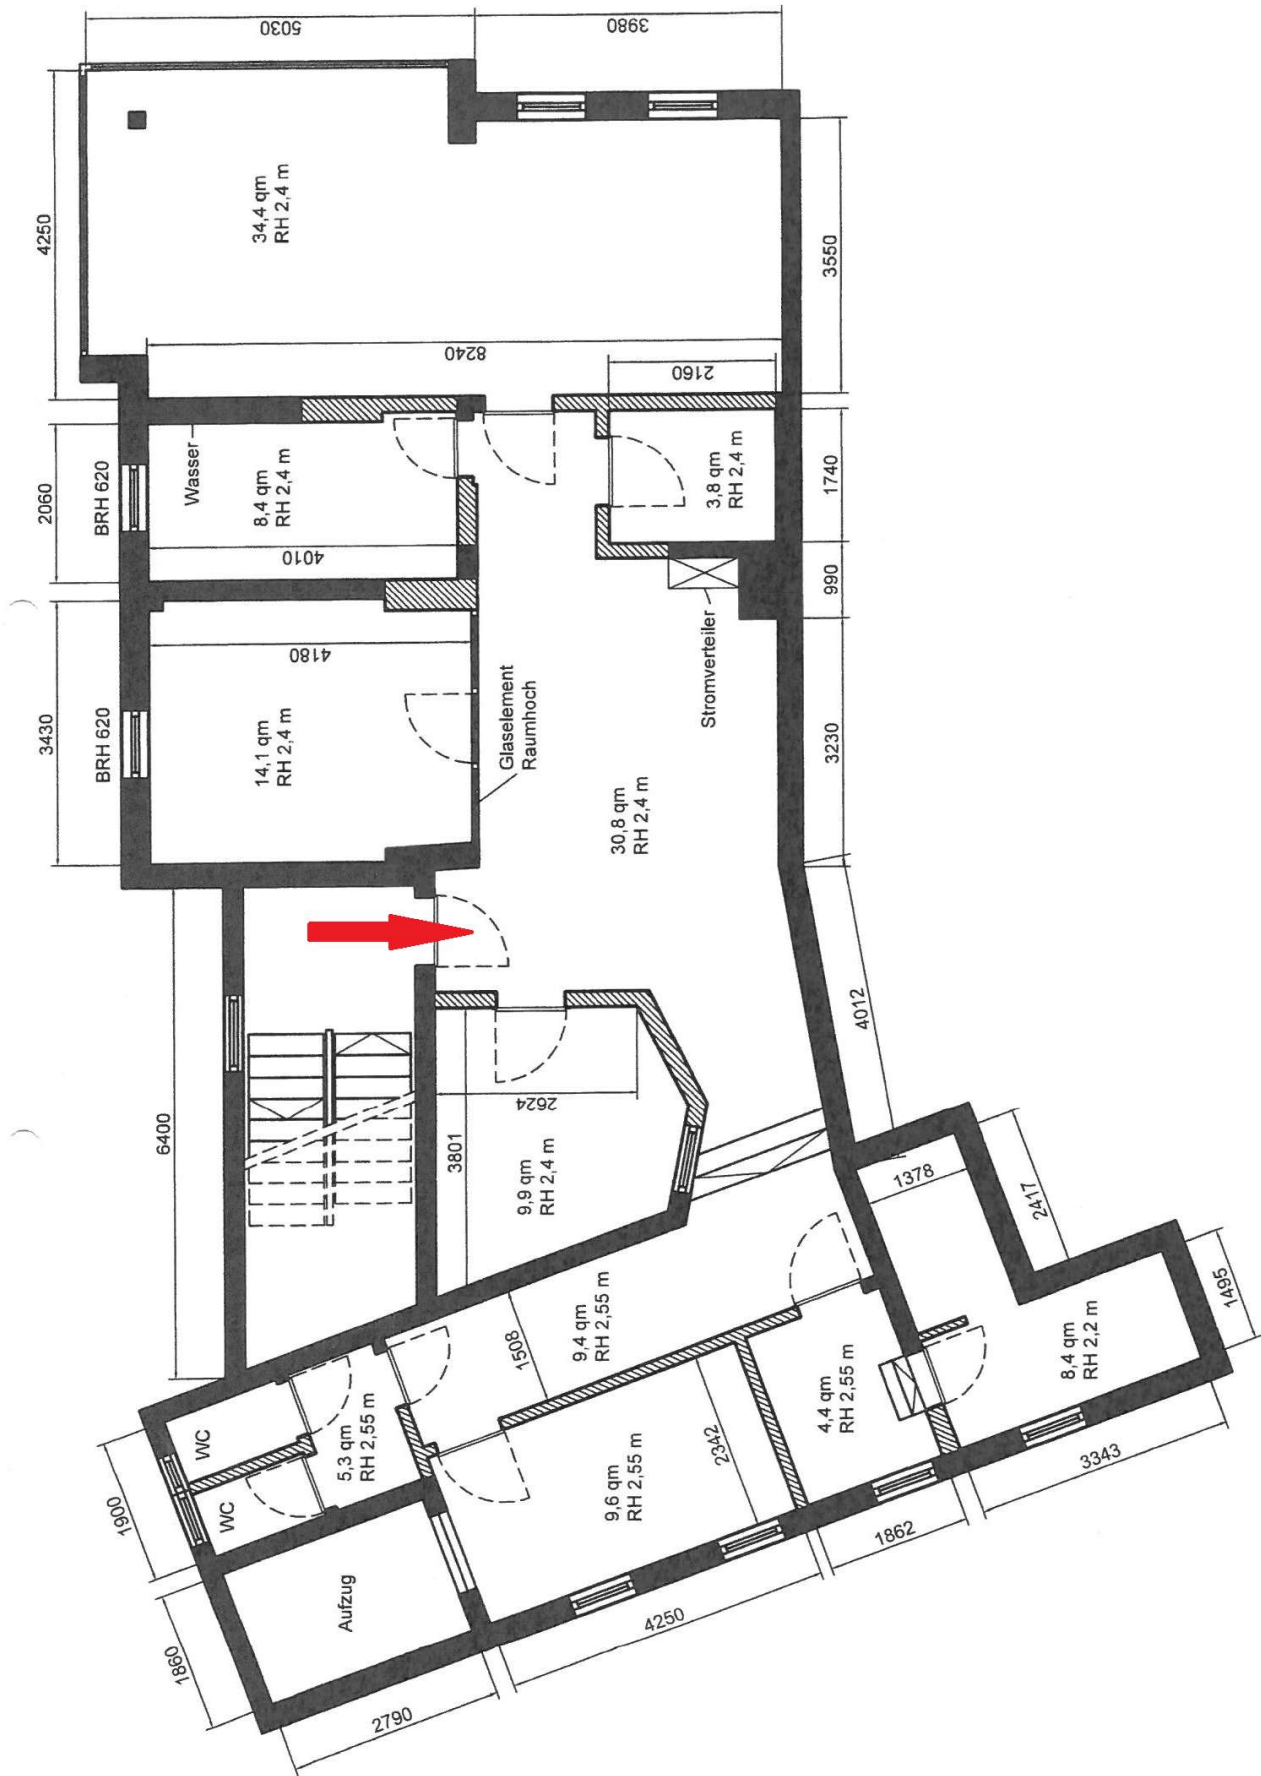 5030
3980
4250
34,4 qm
RH 2,4 m
3550
8240
2160
2060
BRH 620
Wasser
8,4 qm
RH 2,4 m
4010
3,8 qm
RH 2,4 m
1740
990
Stromverteiler
3430
BRH 620
14,1 qm
RH 2,4 m
4180
Glaselement
Raumhoch
30,8 qm
RH 2,4 m
3230
4012
6400
3801
2624
9,9 qm
RH 2,4 m
1378
2417
1495
1508
9,4 qm
RH 2,55 m
8,4 qm
RH 2,2 m
4,4 qm
RH 2,55 m
2342
WC
WC
5,3 qm
RH 2,55 m
9,6 qm
RH 2,55 m
1900
Aufzug
1860
2790
4250
1862
3343